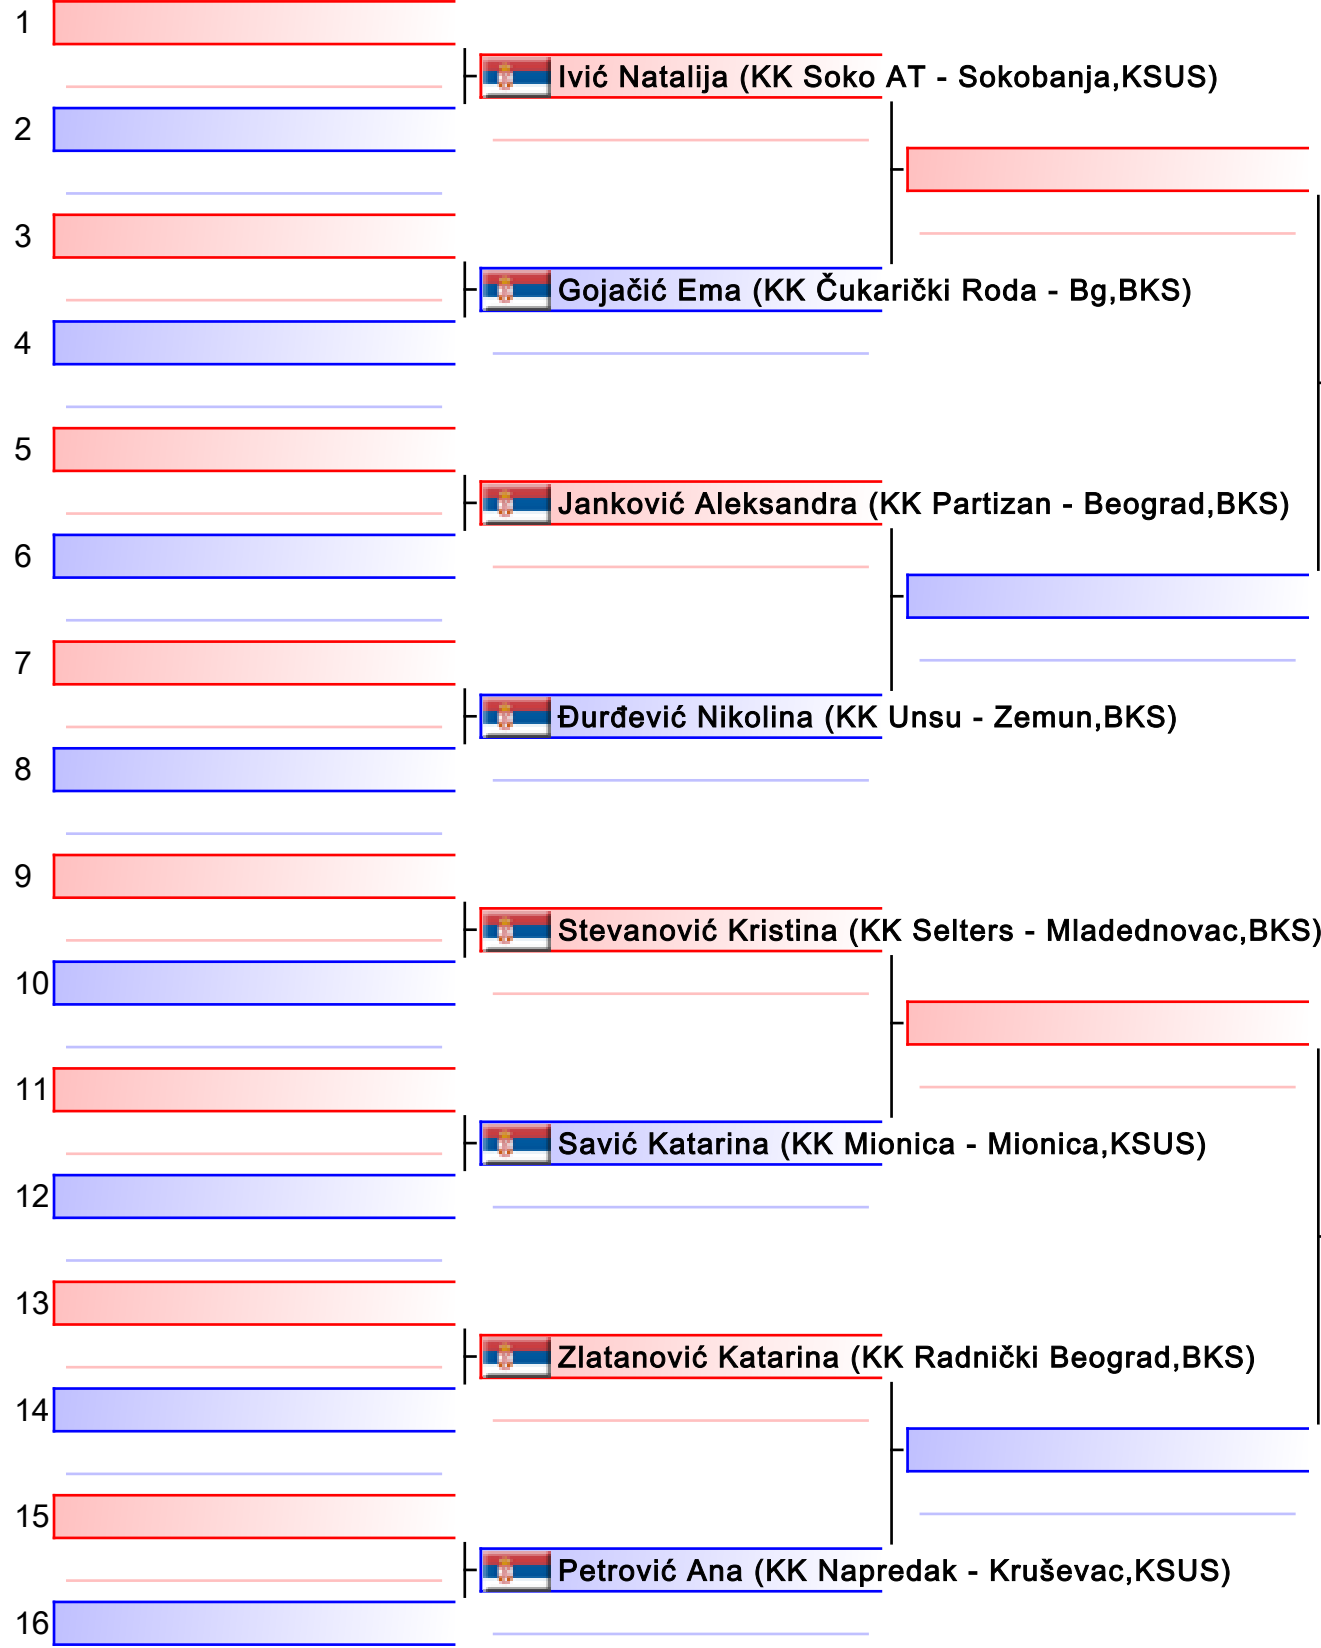 1
Ivić Natalija (KK Soko AT - Sokobanja,KSUS)
2
3
Gojačić Ema (KK Čukarički Roda - Bg,BKS)
4
5
Janković Aleksandra (KK Partizan - Beograd,BKS)
6
7
Đurđević Nikolina (KK Unsu - Zemun,BKS)
8
9
Stevanović Kristina (KK Selters - Mladednovac,BKS)
10
11
Savić Katarina (KK Mionica - Mionica,KSUS)
12
13
Zlatanović Katarina (KK Radnički Beograd,BKS)
14
15
Petrović Ana (KK Napredak - Kruševac,KSUS)
16